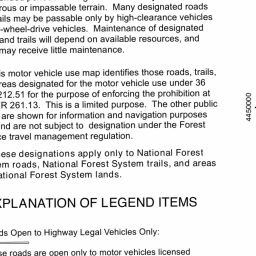 rous or impassable terrain. Many designated roads
ails may be passable only by high-clearance vehicles
-wheel-drive vehicles. Maintenance of designated
and trails will depend on available resources, and
may receive little maintenance.
is motor vehicle use map identifies those roads, trails,
reas designated for the motor vehicle use under 36
212.51 for the purpose of enforcing the prohibition at
R 261.13. This is a limited purpose. The other public
are shown for information and navigation purposes
nd are not subject to designation under the Forest
ce travel management regulation.
ese designations apply only to National Forest
em roads, National Forest System trails, and areas
ational Forest System lands.
XPLANATION OF LEGEND ITEMS
ds Open to Highway Legal Vehicles Only:
se roads are open only to motor vehicles licensed
4450000